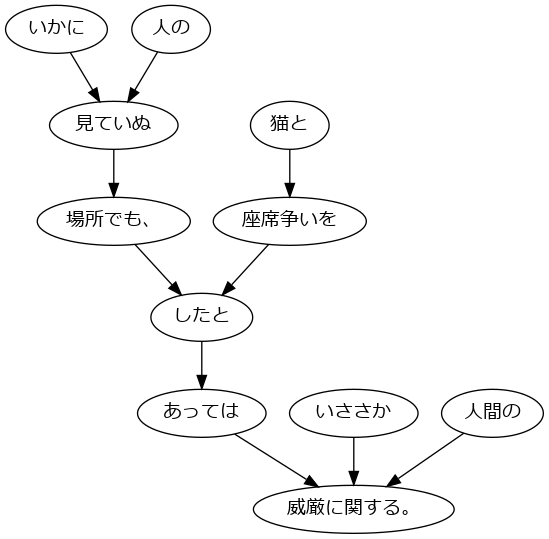 いかに
人の
見ていぬ
猫と
場所でも、
座席争いを
したと
あっては
いささか
人間の
威厳に関する。